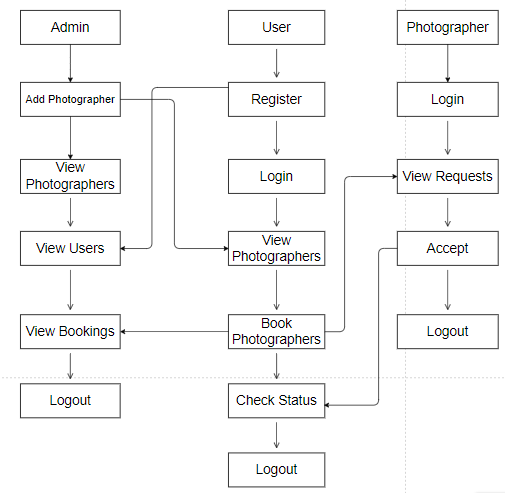 Admin
User
Photographer
Add Photographer
Register
Login
View
Photographers
Login
View Requests
View Users
View
Photographers
Accept
View Bookings
Book
Photographers
Logout
Logout
Check Status
Logout